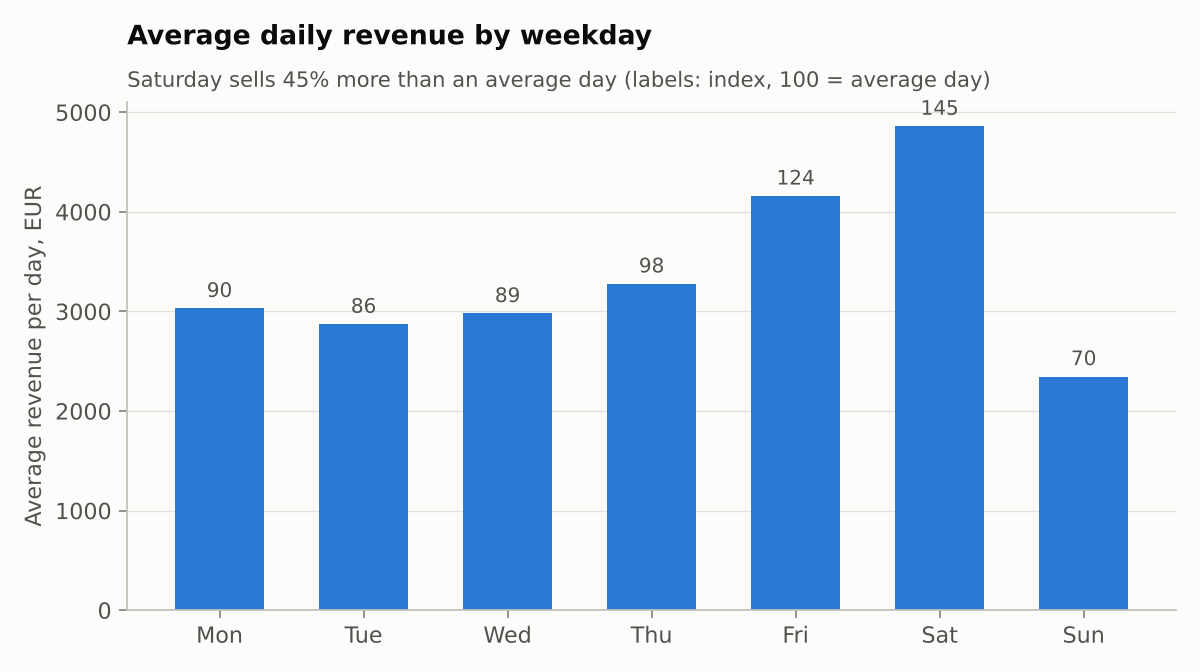 Average daily revenue by weekday
Saturday sells 45% more than an average day (labels: index, 100 = average day)
Average revenue per day, EUR
5000
4000
3000
2000
1000
0
90
86
89
98
124
145
70
Mon
Tue
Wed
Thu
Fri
Sat
Sun